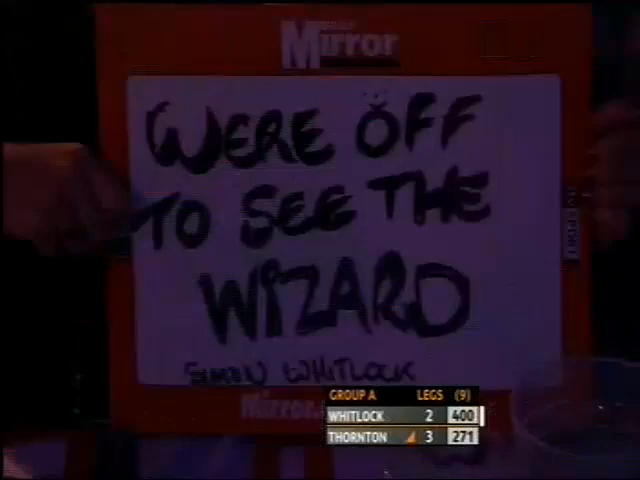 Mirror
WERE OFF
TO SEE THE
WIZARD
SIMON WHITLOCK
Mirror.
GROUP A LEGS (9)
WHITLOCK 2 400
THORNTON 3 271